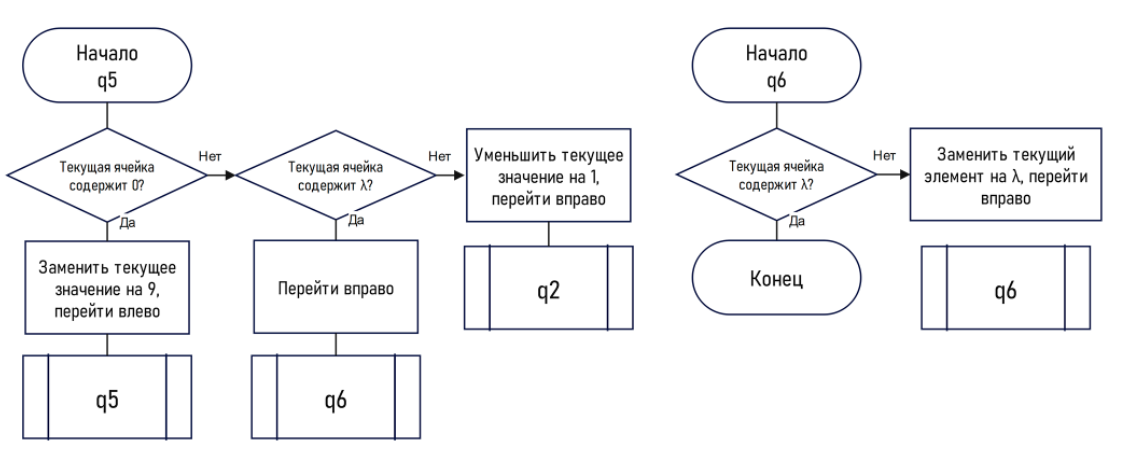 Начало
q5
Текущая ячейка
содержит 0?
Нет
Да
Заменить текущее
значение на 9,
перейти влево
q5
Текущая ячейка
содержит λ?
Нет
Да
Перейти вправо
q6
Уменьшить текущее
значение на 1,
перейти вправо
q2
Начало
q6
Текущая ячейка
содержит λ?
Нет
Да
Конец
Заменить текущий
элемент на λ, перейти
вправо
q6